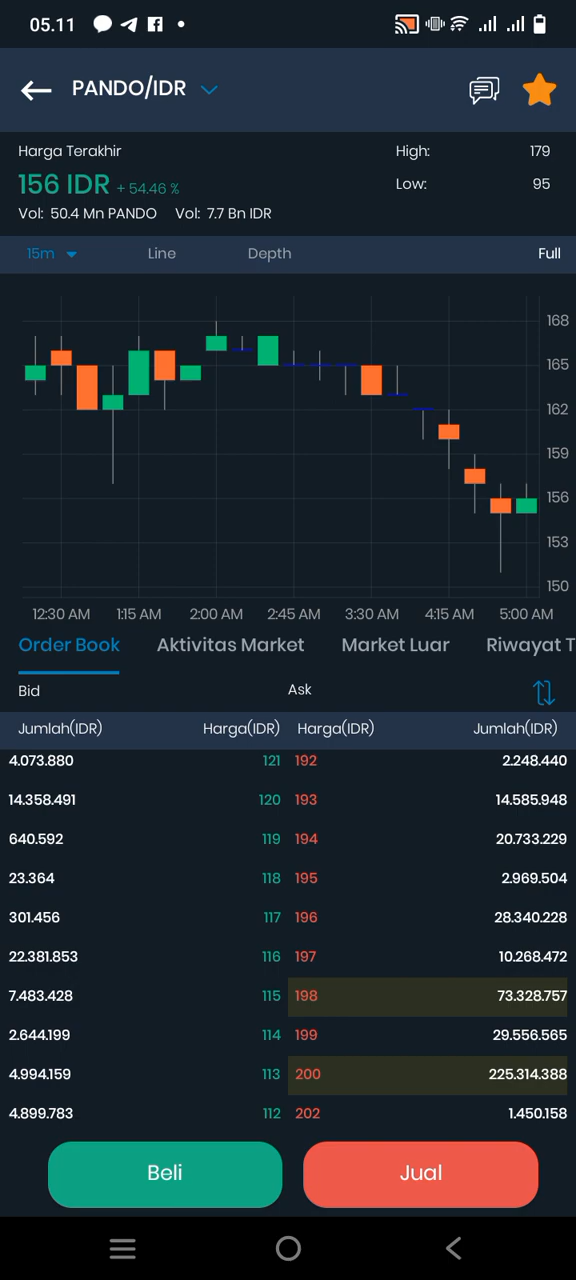 05.11
PANDO/IDR
Harga Terakhir
High: 179
156 IDR + 54.46 %
Low: 95
Vol: 50.4 Mn PANDO Vol: 7.7 Bn IDR
15m Line Depth Full
168
165
162
159
156
153
150
12:30 AM 1:15 AM 2:00 AM 2:45 AM 3:30 AM 4:15 AM 5:00 AM
Order Book Aktivitas Market Market Luar Riwayat T
Bid Ask
Jumlah(IDR) Harga(IDR) Harga(IDR) Jumlah(IDR)
4.073.880 121 192 2.248.440
14.358.491 120 193 14.585.948
640.592 119 194 20.733.229
23.364 118 195 2.969.504
301.456 117 196 28.340.228
22.381.853 116 197 10.268.472
7.483.428 115 198 73.328.757
2.644.199 114 199 29.556.565
4.994.159 113 200 225.314.388
4.899.783 112 202 1.450.158
Beli Jual